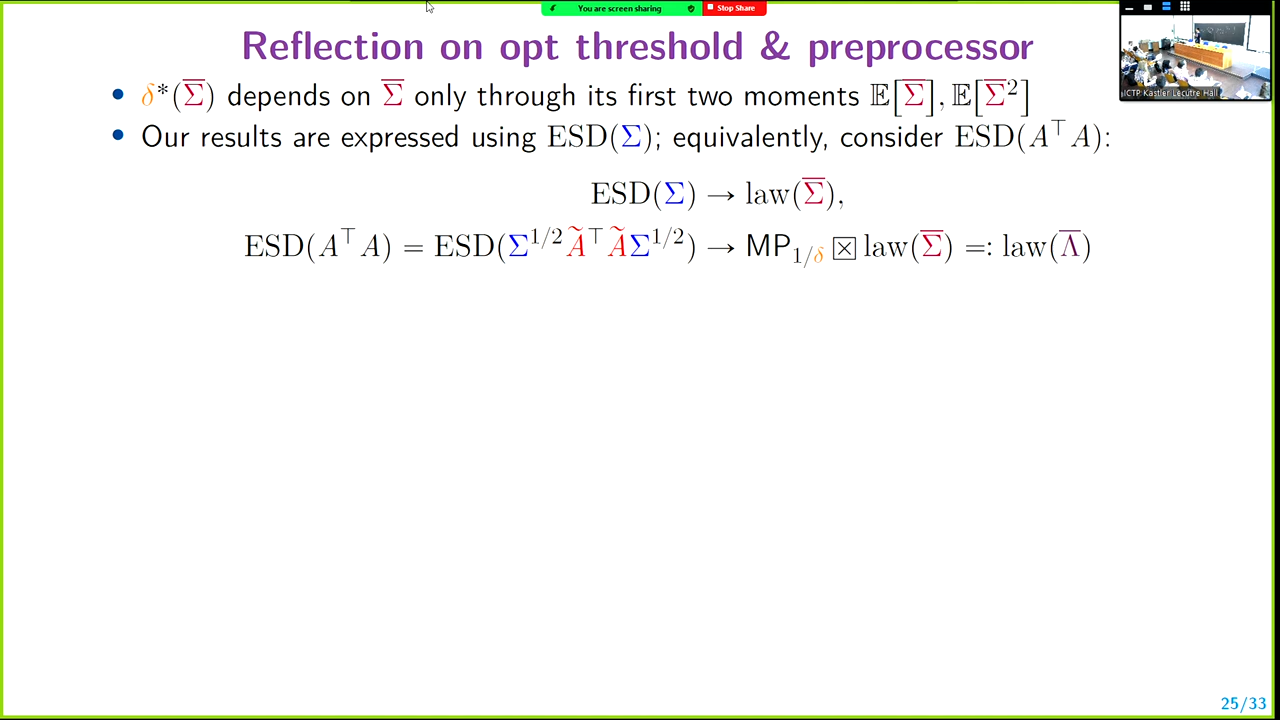 You are screen sharing
Stop Share
Reflection on opt threshold & preprocessor
ICTP Kastler Lecutre Hall
• δ*(Σ̅) depends on Σ̅ only through its first two moments 𝔼[Σ̅], 𝔼[Σ̅²]
• Our results are expressed using ESD(Σ); equivalently, consider ESD(A⊤A):
ESD(Σ) → law(Σ̅),
ESD(A⊤A) = ESD(Σ^{1/2}Ã⊤ÃΣ^{1/2}) → MP_{1/δ} ⊠ law(Σ̅) =: law(Λ̅)
25/33